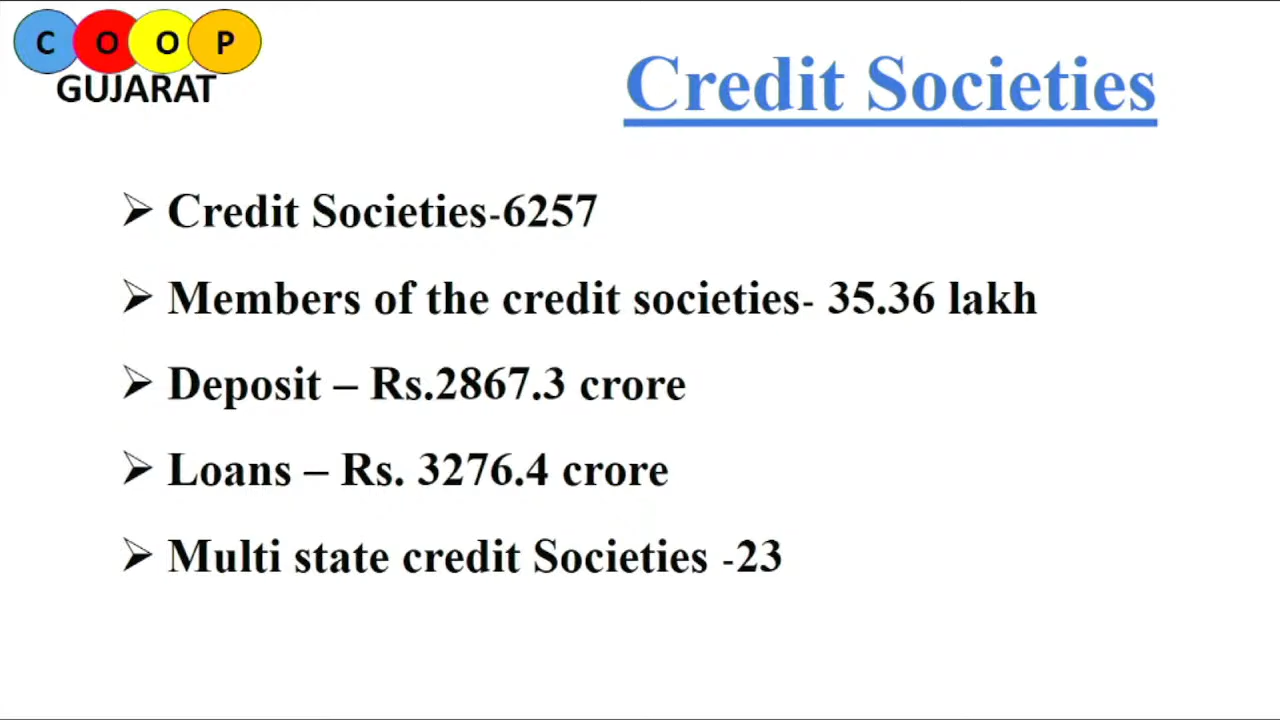 C O O P
GUJARAT
Credit Societies
➢ Credit Societies-6257
➢ Members of the credit societies- 35.36 lakh
➢ Deposit – Rs.2867.3 crore
➢ Loans – Rs. 3276.4 crore
➢ Multi state credit Societies -23